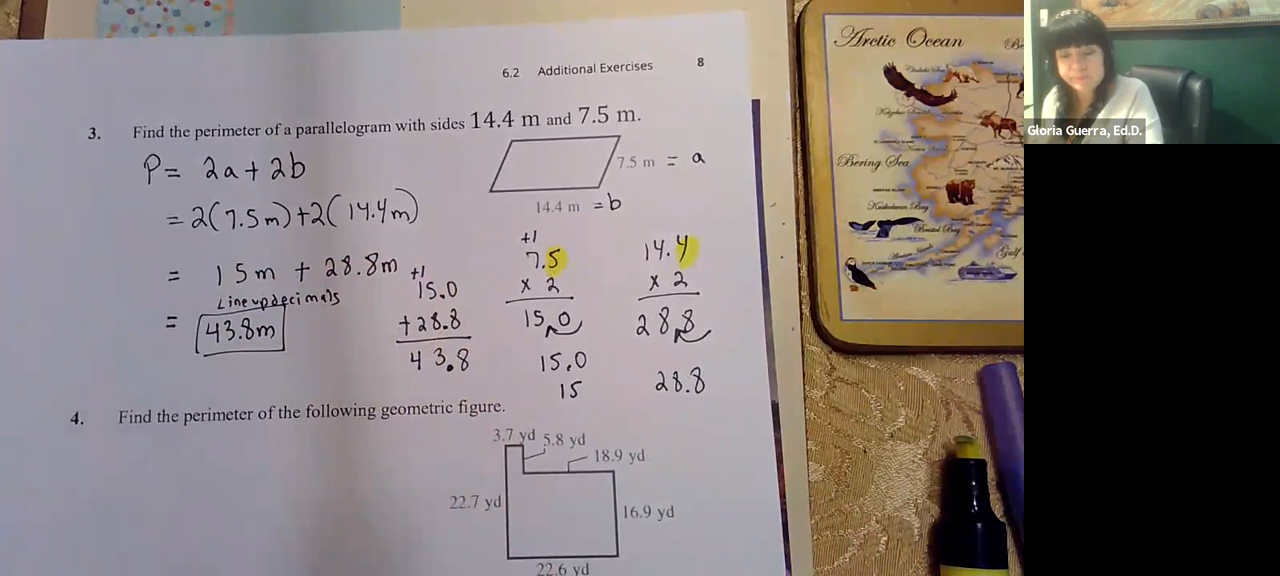 6.2 Additional Exercises 8
3. Find the perimeter of a parallelogram with sides 14.4 m and 7.5 m.
P = 2a + 2b
7.5 m = a
= 2(7.5m) + 2(14.4m)
14.4 m = b
= 15m + 28.8m
Line up decimals
= 43.8m
+1
15.0
+ 28.8
43.8
+1
7.5
x 2
15.0
15.0
15
14.4
x 2
28.8
28.8
4. Find the perimeter of the following geometric figure.
3.7 yd 5.8 yd
18.9 yd
22.7 yd
16.9 yd
22.6 yd
Arctic Ocean
Bering Sea
Bristol Bay
Gulf
Gloria Guerra, Ed.D.